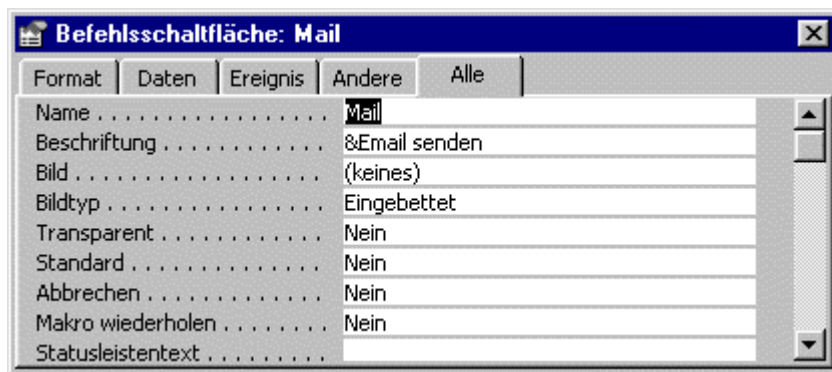 Befehlsschaltfläche: Mail
Format Daten Ereignis Andere Alle
Name . . . . . . . . . . . . . . . . . Mail
Beschriftung . . . . . . . . . . . . &Email senden
Bild . . . . . . . . . . . . . . . . . . . (keines)
Bildtyp . . . . . . . . . . . . . . . . Eingebettet
Transparent . . . . . . . . . . . . Nein
Standard . . . . . . . . . . . . . . Nein
Abbrechen . . . . . . . . . . . . . Nein
Makro wiederholen . . . . . . . . Nein
Statusleistentext . . . . . . . . .